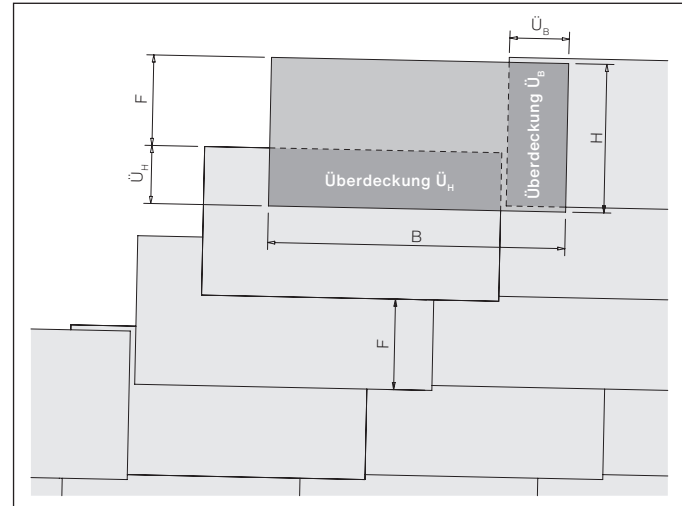 Ü_B
F
Ü_H
Überdeckung Ü_H
Überdeckung Ü_B
H
B
F